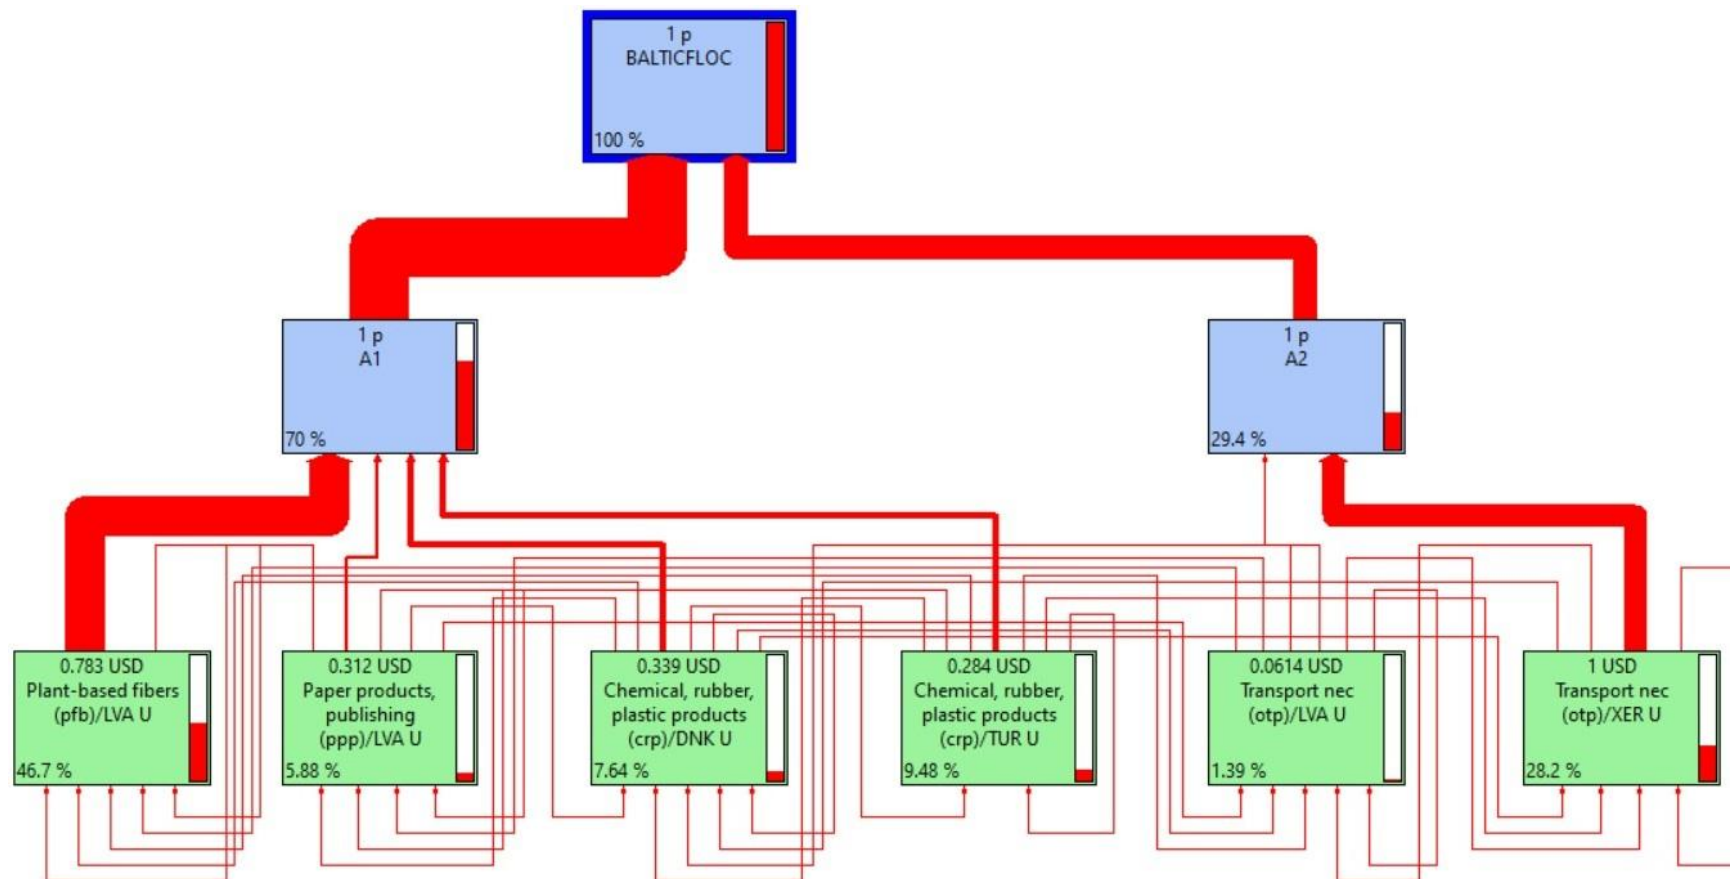 1 p
BALTICFLOC
100 %
1 p
A1
70 %
1 p
A2
29.4 %
0.783 USD
Plant-based fibers
(pfb)/LVA U
46.7 %
0.312 USD
Paper products,
publishing
(ppp)/LVA U
5.88 %
0.339 USD
Chemical, rubber,
plastic products
(crp)/DNK U
7.64 %
0.284 USD
Chemical, rubber,
plastic products
(crp)/TUR U
9.48 %
0.0614 USD
Transport nec
(otp)/LVA U
1.39 %
1 USD
Transport nec
(otp)/XER U
28.2 %